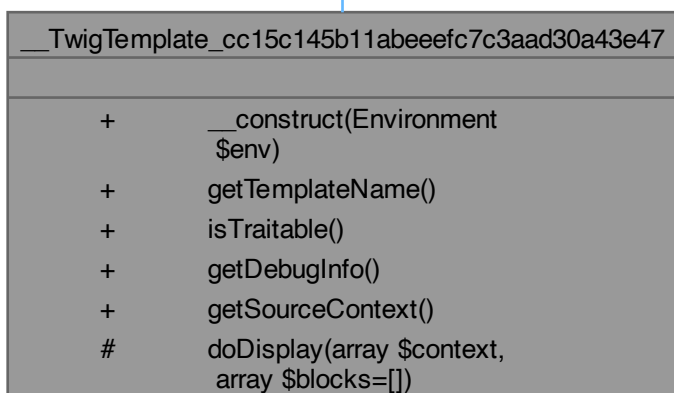 __TwigTemplate_cc15c145b11abeeefc7c3aad30a43e47
+ __construct(Environment
$env)
+ getTemplateName()
+ isTraitable()
+ getDebugInfo()
+ getSourceContext()
# doDisplay(array $context,
array $blocks=[])